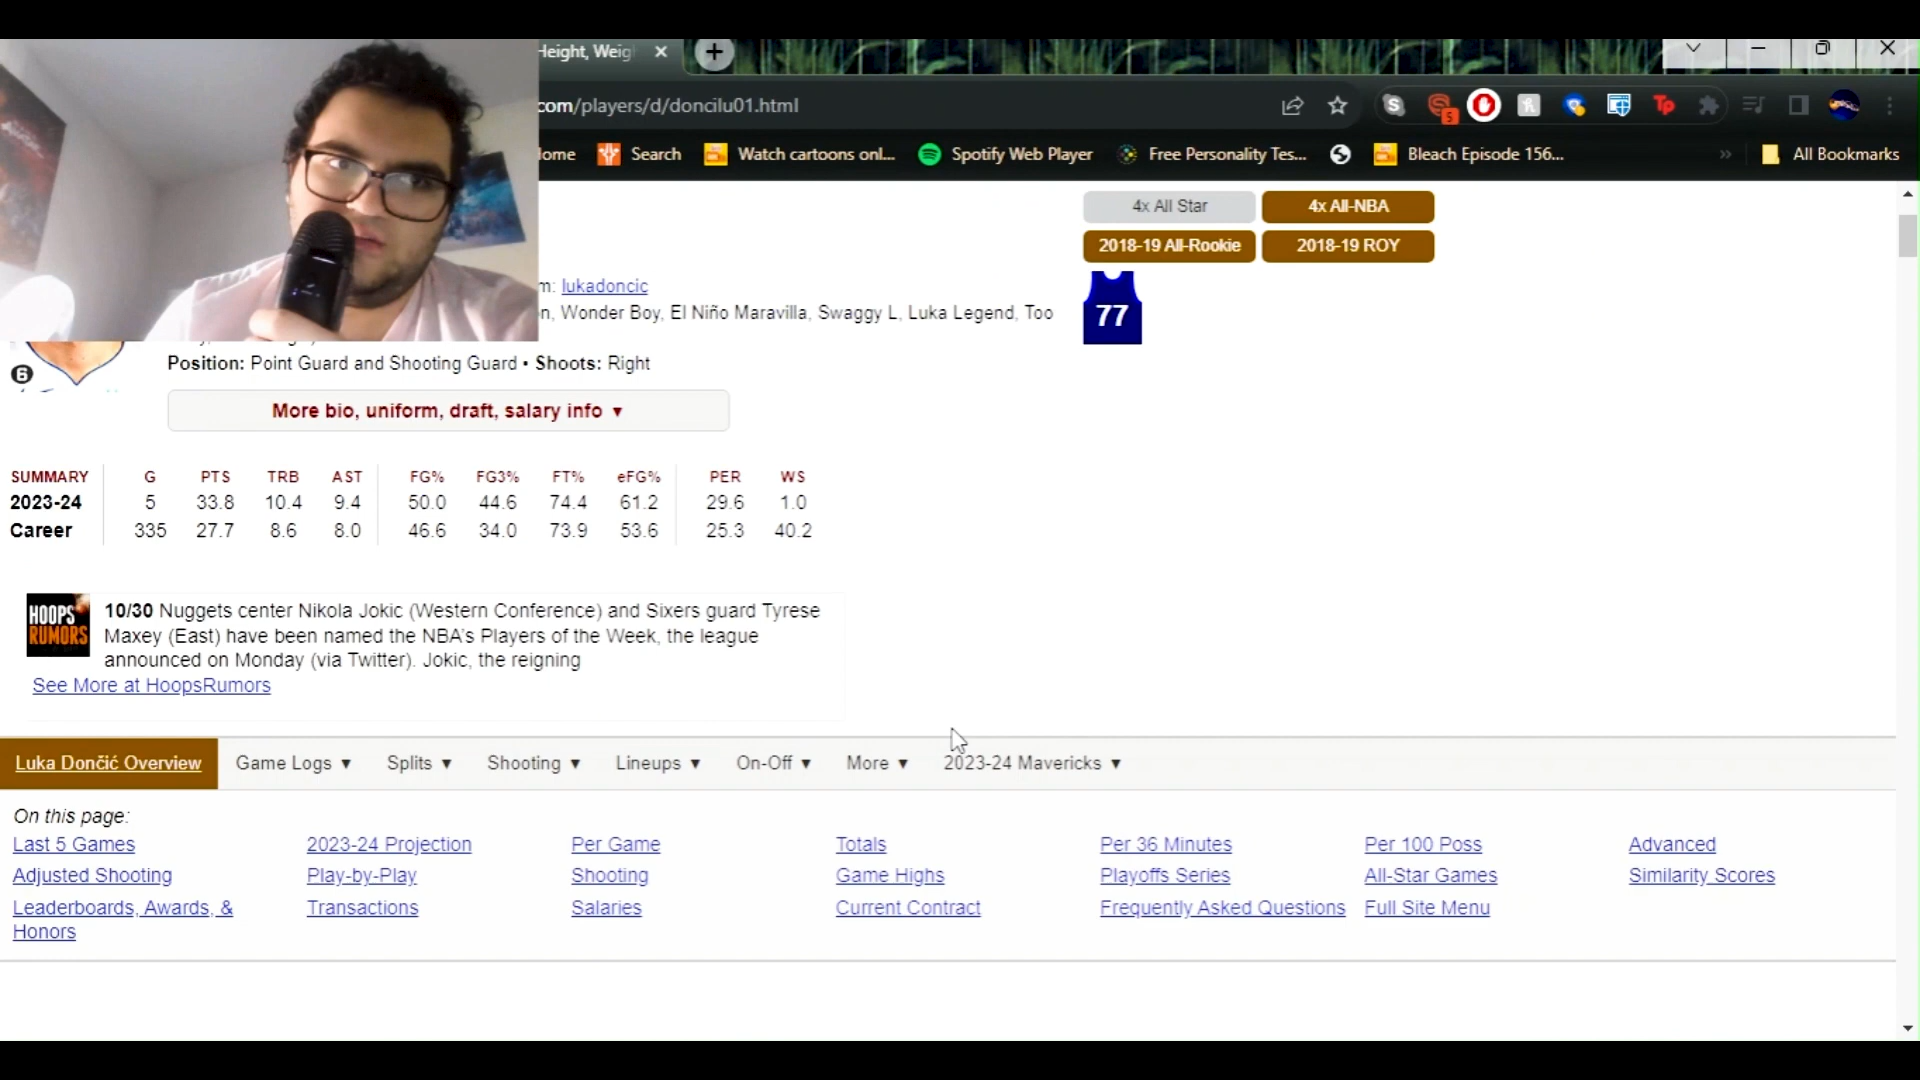 Height, Weig
com/players/d/doncilu01.html
5
Search
Watch cartoons onl...
Spotify Web Player
Free Personality Tes...
Bleach Episode 156...
All Bookmarks
4x All Star
4x All-NBA
2018-19 All-Rookie
2018-19 ROY
m: lukadoncic
n, Wonder Boy, El Niño Maravilla, Swaggy L, Luka Legend, Too
77
Position: Point Guard and Shooting Guard • Shoots: Right
6
More bio, uniform, draft, salary info ▼
SUMMARY G PTS TRB AST FG% FG3% FT% eFG% PER WS
2023-24 5 33.8 10.4 9.4 50.0 44.6 74.4 61.2 29.6 1.0
Career 335 27.7 8.6 8.0 46.6 34.0 73.9 53.6 25.3 40.2
HOOPS
RUMORS
10/30 Nuggets center Nikola Jokic (Western Conference) and Sixers guard Tyrese
Maxey (East) have been named the NBA's Players of the Week, the league
announced on Monday (via Twitter). Jokic, the reigning
See More at HoopsRumors
Luka Dončić Overview Game Logs ▼ Splits ▼ Shooting ▼ Lineups ▼ On-Off ▼ More ▼ 2023-24 Mavericks ▼
On this page:
Last 5 Games 2023-24 Projection Per Game Totals Per 36 Minutes Per 100 Poss Advanced
Adjusted Shooting Play-by-Play Shooting Game Highs Playoffs Series All-Star Games Similarity Scores
Leaderboards, Awards, & Transactions Salaries Current Contract Frequently Asked Questions Full Site Menu
Honors